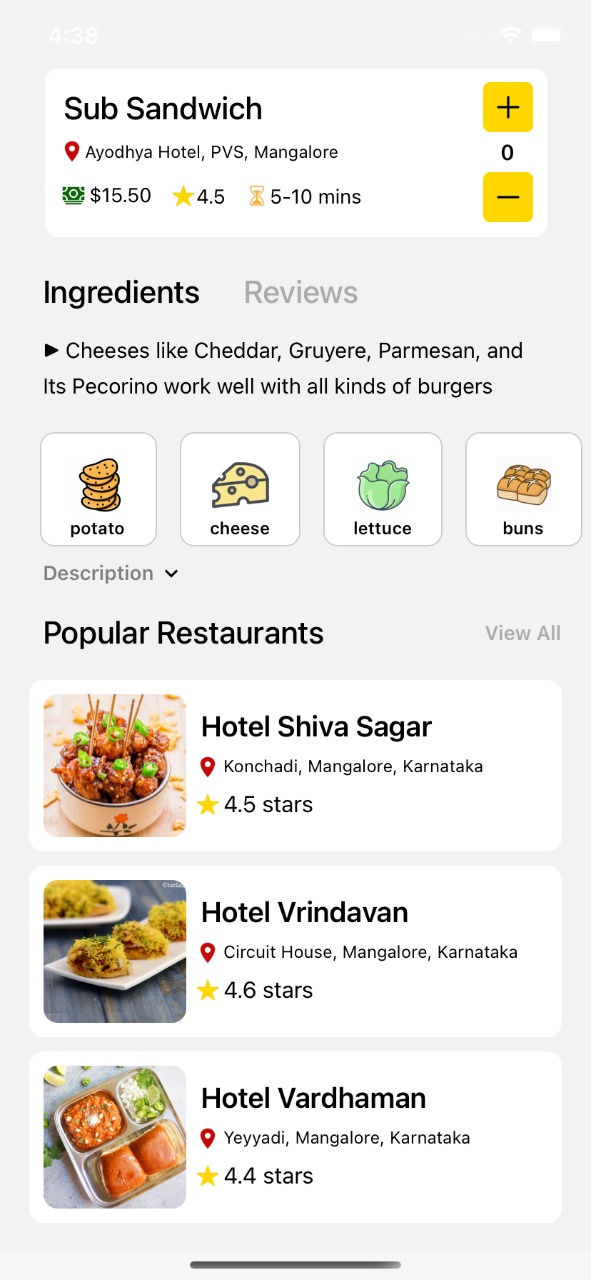 4:38
Sub Sandwich
Ayodhya Hotel, PVS, Mangalore
$15.50 4.5 5-10 mins
+
0
−
Ingredients Reviews
► Cheeses like Cheddar, Gruyere, Parmesan, and
Its Pecorino work well with all kinds of burgers
potato cheese lettuce buns
Description
Popular Restaurants View All
Hotel Shiva Sagar
Konchadi, Mangalore, Karnataka
4.5 stars
Hotel Vrindavan
Circuit House, Mangalore, Karnataka
4.6 stars
Hotel Vardhaman
Yeyyadi, Mangalore, Karnataka
4.4 stars